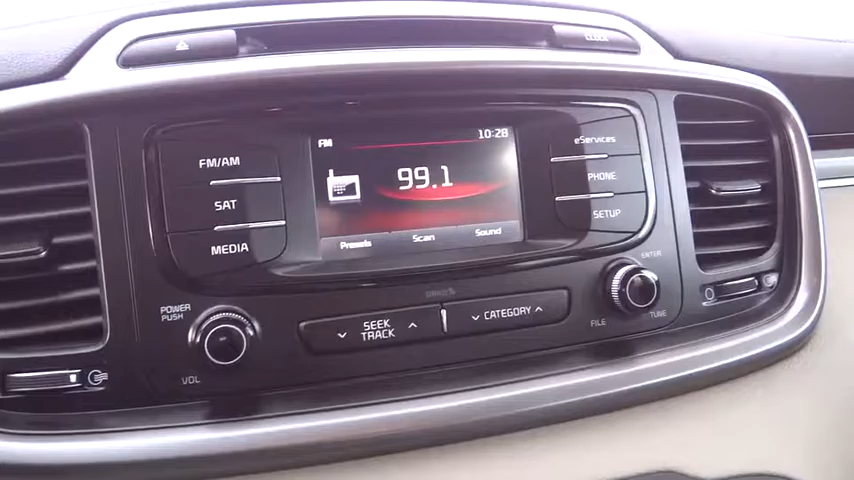 CLOCK
FM
10:28
FM/AM
99.1
eServices
SAT
PHONE
MEDIA
Presets
Scan
Sound
SETUP
POWER
PUSH
VOL
SEEK
TRACK
CATEGORY
ENTER
FILE
TUNE